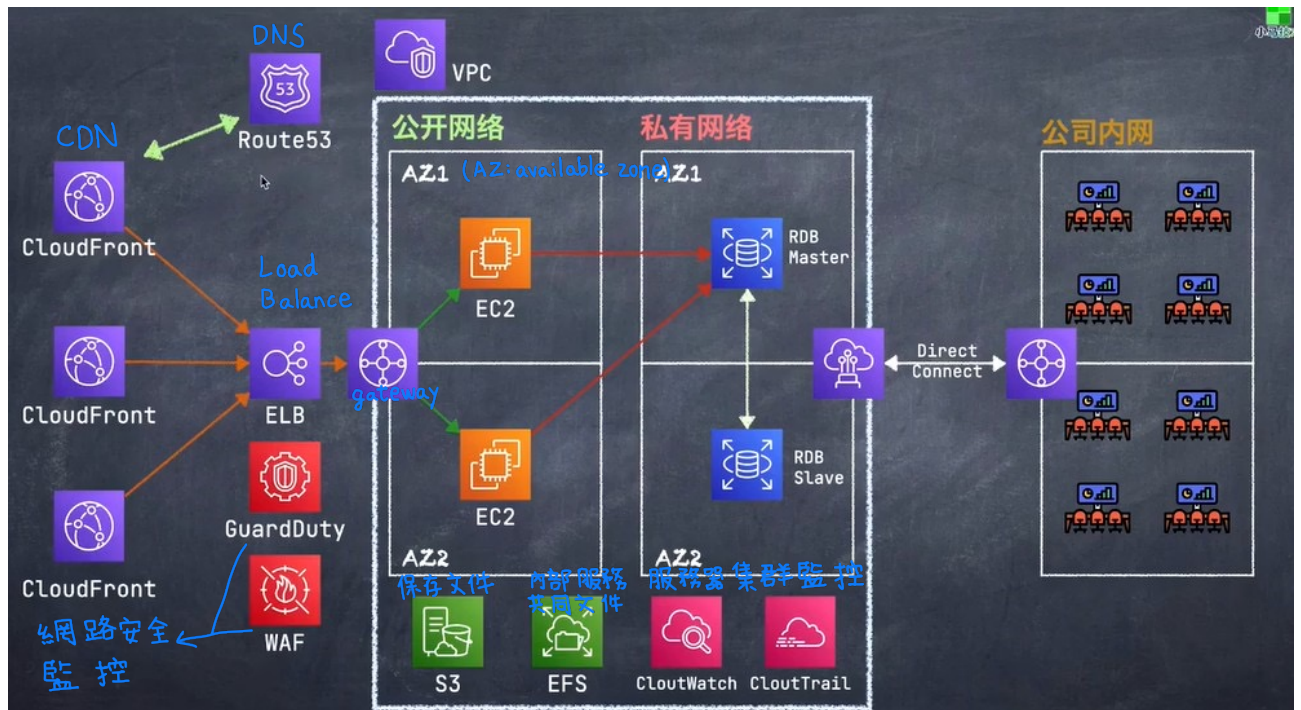 DNS
VPC
Route53
CDN
CloudFront
公开网络
私有网络
公司内网
AZ1 (AZ:available zone)
AZ1
EC2
RDB
Master
Load
Balance
CloudFront
ELB
gateway
Direct
Connect
EC2
RDB
Slave
GuardDuty
CloudFront
WAF
網路安全
監控
AZ2
AZ2
保存文件
內部服務
共同文件
服務器集群監控
S3
EFS
CloutWatch
CloutTrail